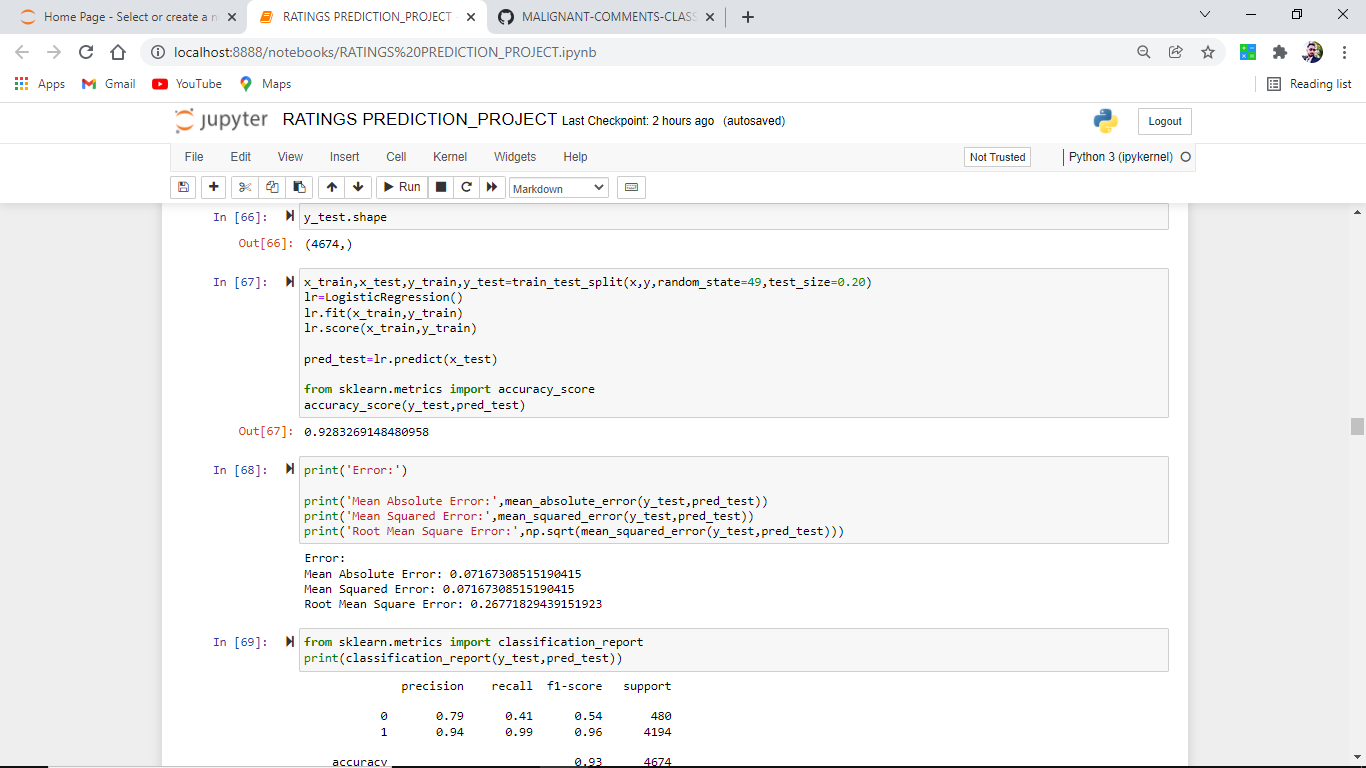 Home Page - Select or create a n
RATINGS PREDICTION_PROJECT
MALIGNANT-COMMENTS-CLASS
localhost:8888/notebooks/RATINGS%20PREDICTION_PROJECT.ipynb
Apps Gmail YouTube Maps Reading list
jupyter RATINGS PREDICTION_PROJECT Last Checkpoint: 2 hours ago (autosaved) Logout
File Edit View Insert Cell Kernel Widgets Help Not Trusted Python 3 (ipykernel)
Run Markdown
In [66]: y_test.shape
Out[66]: (4674,)
In [67]: x_train,x_test,y_train,y_test=train_test_split(x,y,random_state=49,test_size=0.20)
lr=LogisticRegression()
lr.fit(x_train,y_train)
lr.score(x_train,y_train)
pred_test=lr.predict(x_test)
from sklearn.metrics import accuracy_score
accuracy_score(y_test,pred_test)
Out[67]: 0.9283269148480958
In [68]: print('Error:')
print('Mean Absolute Error:',mean_absolute_error(y_test,pred_test))
print('Mean Squared Error:',mean_squared_error(y_test,pred_test))
print('Root Mean Square Error:',np.sqrt(mean_squared_error(y_test,pred_test)))
Error:
Mean Absolute Error: 0.07167308515190415
Mean Squared Error: 0.07167308515190415
Root Mean Square Error: 0.26771829439151923
In [69]: from sklearn.metrics import classification_report
print(classification_report(y_test,pred_test))
precision recall f1-score support
0 0.79 0.41 0.54 480
1 0.94 0.99 0.96 4194
accuracy 0.93 4674